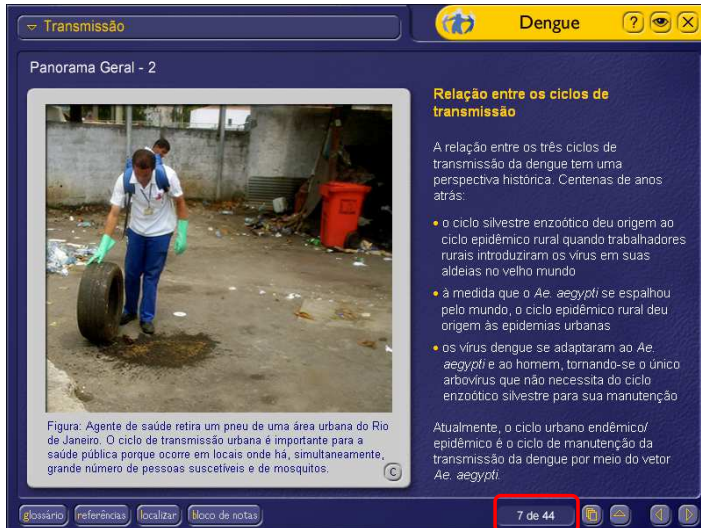 Transmissão
Dengue
?
Panorama Geral - 2
Relação entre os ciclos de
transmissão
A relação entre os três ciclos de
transmissão da dengue tem uma
perspectiva histórica. Centenas de anos
atrás:
• o ciclo silvestre enzoótico deu origem ao
ciclo epidêmico rural quando trabalhadores
rurais introduziram os vírus em suas
aldeias no velho mundo
• à medida que o Ae. aegypti se espalhou
pelo mundo, o ciclo epidêmico rural deu
origem às epidemias urbanas
• os vírus dengue se adaptaram ao Ae.
aegypti e ao homem, tornando-se o único
arbovírus que não necessita do ciclo
enzoótico silvestre para sua manutenção
Atualmente, o ciclo urbano endêmico/
epidêmico é o ciclo de manutenção da
transmissão da dengue por meio do vetor
Ae. aegypti.
Figura: Agente de saúde retira um pneu de uma área urbana do Rio
de Janeiro. O ciclo de transmissão urbana é importante para a
saúde pública porque ocorre em locais onde há, simultaneamente,
grande número de pessoas suscetíveis e de mosquitos.
C
glossário referências localizar bloco de notas 7 de 44